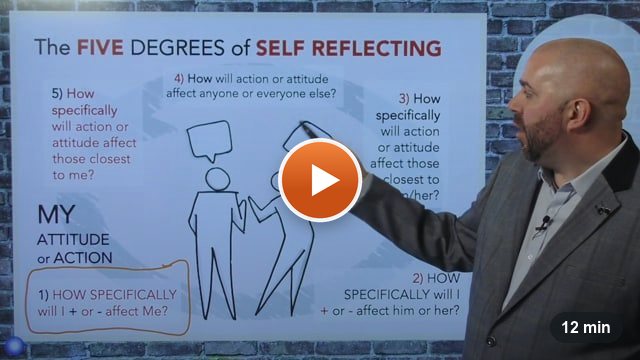 The FIVE DEGREES of SELF REFLECTING
4) How will action or attitude
affect anyone or everyone else?
5) How
specifically
will action or
attitude affect
those closest
to me?
3) How
specifically
will action
or attitude
affect those
closest to
/her?
MY
ATTITUDE
or ACTION
1) HOW SPECIFICALLY
will I + or - affect Me?
2) HOW
SPECIFICALLY will I
+ or - affect him or her?
12 min